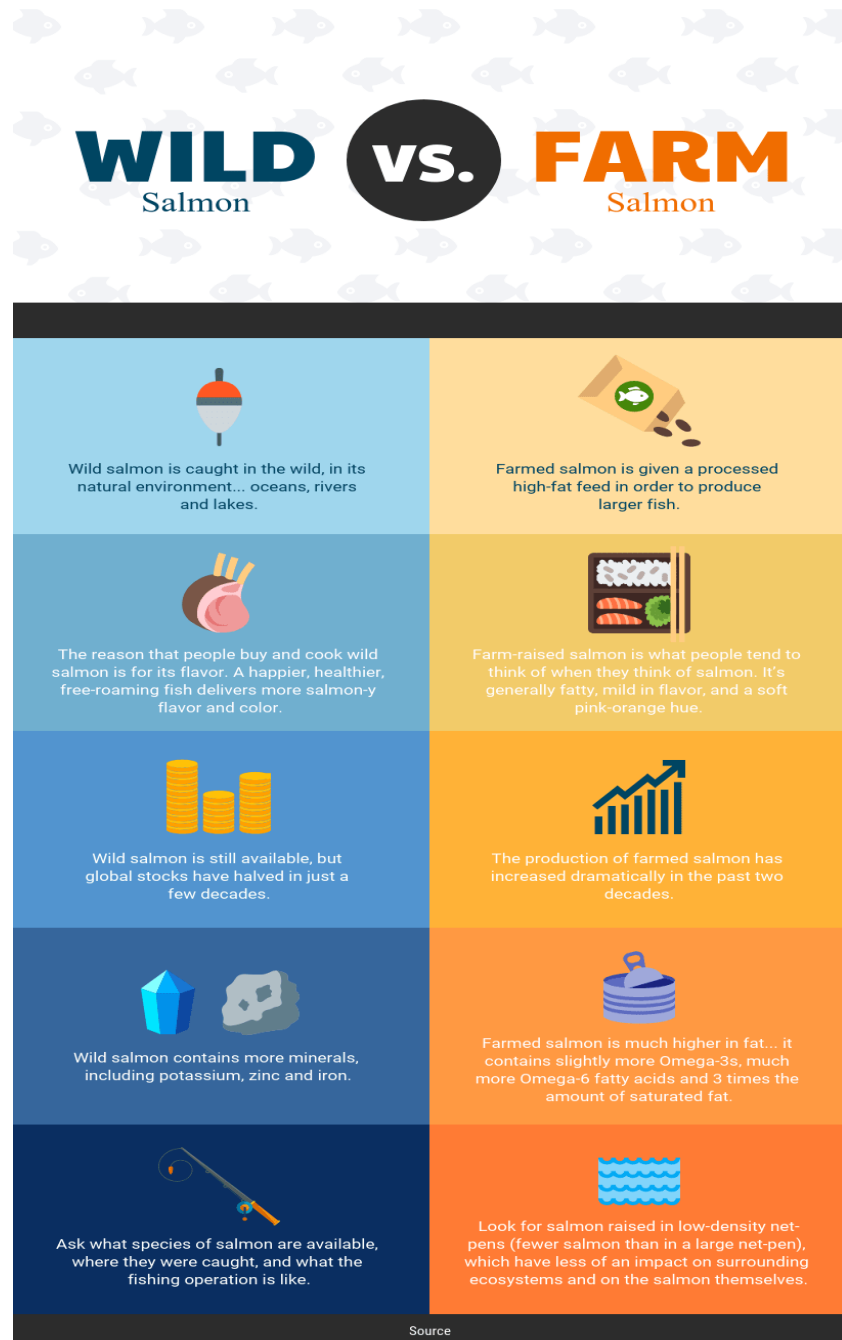 WILD vs. FARM
Salmon Salmon
Wild salmon is caught in the wild, in its
natural environment... oceans, rivers
and lakes.
Farmed salmon is given a processed
high-fat feed in order to produce
larger fish.
The reason that people buy and cook wild
salmon is for its flavor. A happier, healthier,
free-roaming fish delivers more salmon-y
flavor and color.
Farm-raised salmon is what people tend to
think of when they think of salmon. It's
generally fatty, mild in flavor, and a soft
pink-orange hue.
Wild salmon is still available, but
global stocks have halved in just a
few decades.
The production of farmed salmon has
increased dramatically in the past two
decades.
Wild salmon contains more minerals,
including potassium, zinc and iron.
Farmed salmon is much higher in fat... it
contains slightly more Omega-3s, much
more Omega-6 fatty acids and 3 times the
amount of saturated fat.
Ask what species of salmon are available,
where they were caught, and what the
fishing operation is like.
Look for salmon raised in low-density net-
pens (fewer salmon than in a large net-pen),
which have less of an impact on surrounding
ecosystems and on the salmon themselves.
Source